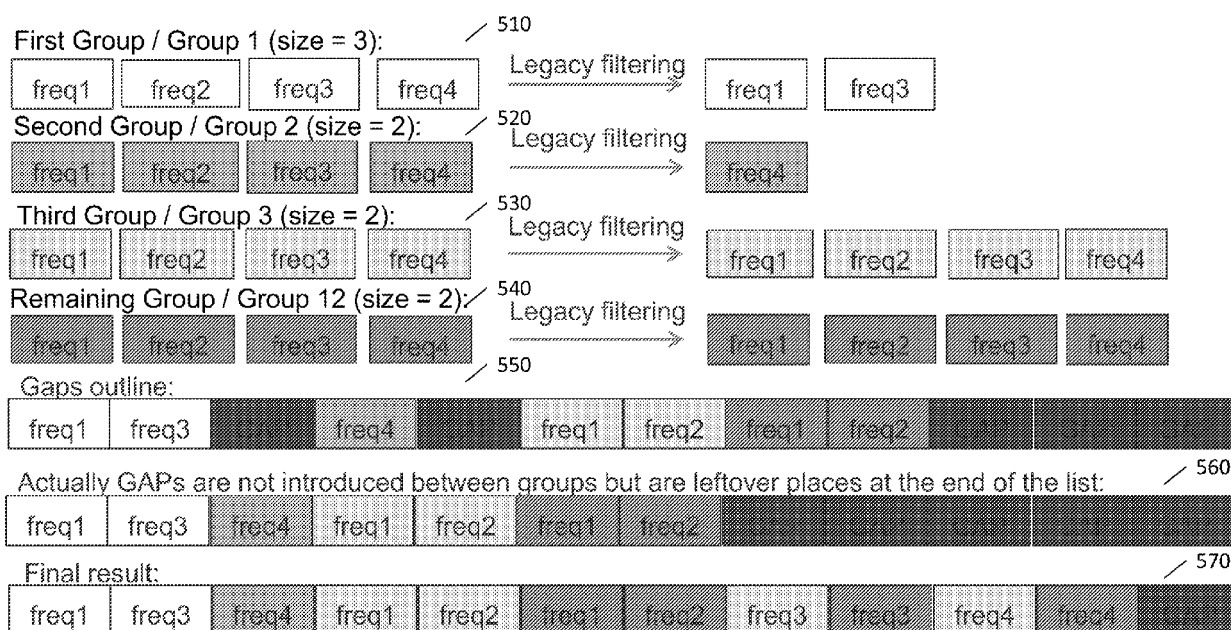 First Group / Group 1 (size = 3): 510
freq1 freq2 freq3 freq4 Legacy filtering freq1 freq3
Second Group / Group 2 (size = 2): 520
freq1 freq2 freq3 freq4 Legacy filtering freq4
Third Group / Group 3 (size = 2): 530
freq1 freq2 freq3 freq4 Legacy filtering freq1 freq2 freq3 freq4
Remaining Group / Group 12 (size = 2): 540
freq1 freq2 freq3 freq4 Legacy filtering freq1 freq2 freq3 freq4
550
Gaps outline:
freq1 freq3 freq4 freq1 freq2 freq1 freq2
560
Actually GAPs are not introduced between groups but are leftover places at the end of the list:
freq1 freq3 freq4 freq1 freq2 freq1 freq2
Final result: 570
freq1 freq3 freq4 freq1 freq2 freq1 freq2 freq3 freq3 freq4 freq4